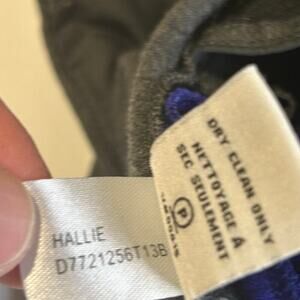 HALLIE
D7721256T13B
DRY CLEAN ONLY
NETTOYAGE À
SEC SEULEMENT
P